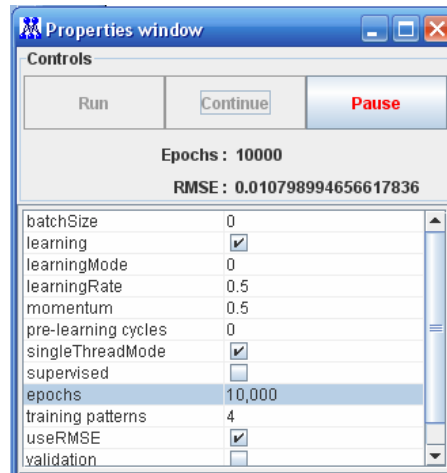 Properties window
Controls
Run Continue Pause
Epochs : 10000
RMSE : 0.010798994656617836
batchSize 0
learning
learningMode 0
learningRate 0.5
momentum 0.5
pre-learning cycles 0
singleThreadMode
supervised
epochs 10,000
training patterns 4
useRMSE
validation